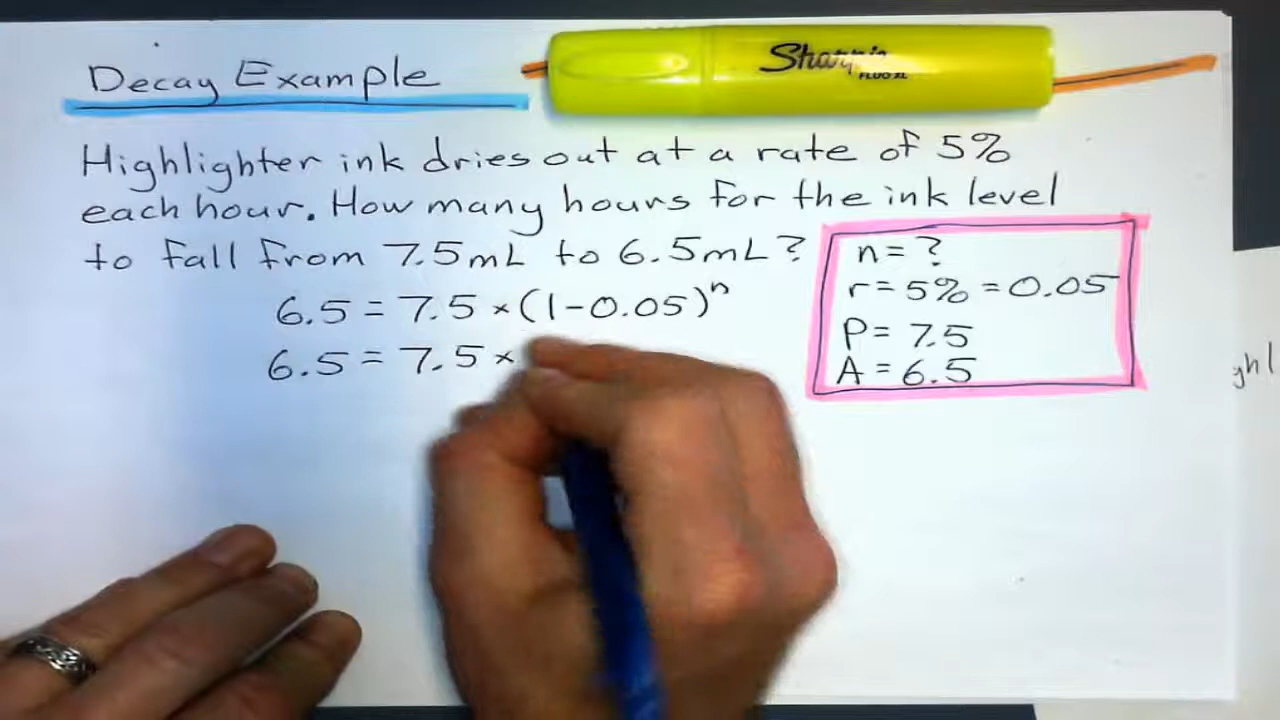 Decay Example
Sharpie
FLUO XL
Highlighter ink dries out at a rate of 5%
each hour. How many hours for the ink level
to fall from 7.5mL to 6.5mL?
n = ?
r = 5% = 0.05
P = 7.5
A = 6.5
6.5 = 7.5 × (1-0.05)ⁿ
6.5 = 7.5 ×